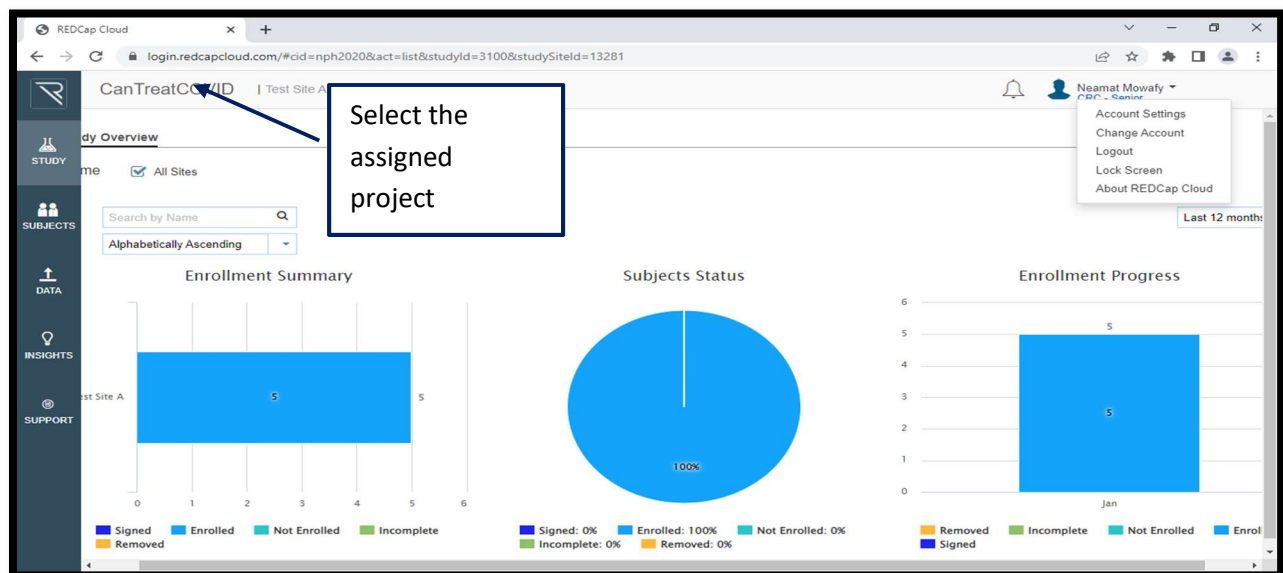 REDCap Cloud
login.redcapcloud.com/#cid=nph2020&act=list&studyId=3100&studySiteId=13281
CanTreatCOVID | Test Site A
Neamat Mowafy
CRC - Senior
Account Settings
Change Account
Logout
Lock Screen
About REDCap Cloud
Select the
assigned
project
STUDY
SUBJECTS
DATA
INSIGHTS
SUPPORT
dy Overview
me All Sites
Search by Name
Alphabetically Ascending
Last 12 months
Enrollment Summary
est Site A
5 5
0 1 2 3 4 5 6
Signed Enrolled Not Enrolled Incomplete
Removed
Subjects Status
100%
Signed: 0% Enrolled: 100% Not Enrolled: 0%
Incomplete: 0% Removed: 0%
Enrollment Progress
6
5
4
3
2
1
0
5
5
Jan
Removed Incomplete Not Enrolled Enrol
Signed